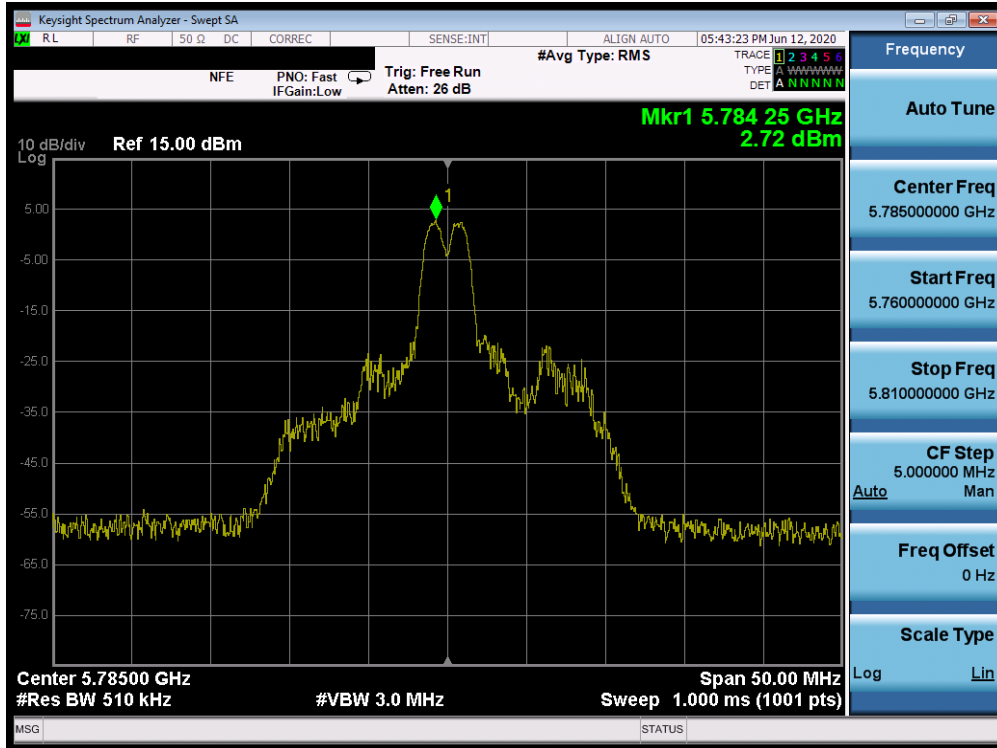 Keysight Spectrum Analyzer - Swept SA
LXI RL RF 50 Ω DC CORREC SENSE:INT ALIGN AUTO 05:43:23 PM Jun 12, 2020
NFE PNO: Fast Trig: Free Run #Avg Type: RMS TRACE 1 2 3 4 5 6
IFGain:Low Atten: 26 dB TYPE A WWWWW
DET A N N N N N
Mkr1 5.784 25 GHz
2.72 dBm
10 dB/div Ref 15.00 dBm
Log
1
5.00
-5.00
-15.0
-25.0
-35.0
-45.0
-55.0
-65.0
-75.0
Center 5.78500 GHz Span 50.00 MHz
#Res BW 510 kHz #VBW 3.0 MHz Sweep 1.000 ms (1001 pts)
MSG STATUS
Frequency
Auto Tune
Center Freq
5.785000000 GHz
Start Freq
5.760000000 GHz
Stop Freq
5.810000000 GHz
CF Step
5.000000 MHz
Auto Man
Freq Offset
0 Hz
Scale Type
Log Lin